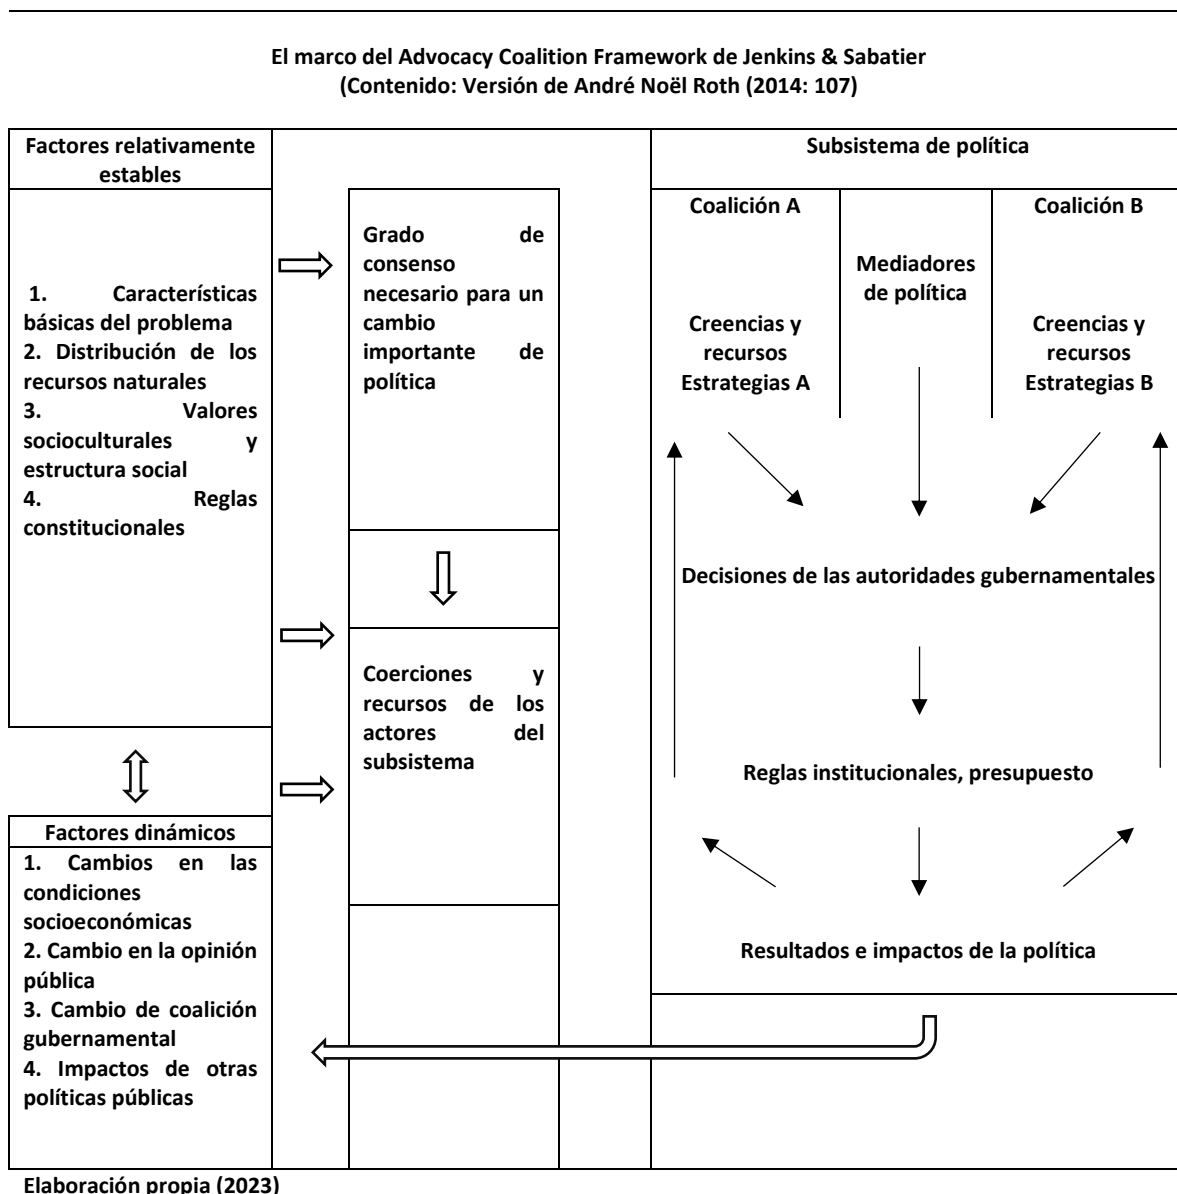 El marco del Advocacy Coalition Framework de Jenkins & Sabatier
(Contenido: Versión de André Noël Roth (2014: 107)
Factores relativamente
estables
1. Características
básicas del problema
2. Distribución de los
recursos naturales
3. Valores
socioculturales y
estructura social
4. Reglas
constitucionales
Factores dinámicos
1. Cambios en las
condiciones
socioeconómicas
2. Cambio en la opinión
pública
3. Cambio de coalición
gubernamental
4. Impactos de otras
políticas públicas
Grado de
consenso
necesario para un
cambio
importante de
política
Coerciones y
recursos de los
actores del
subsistema
Subsistema de política
Coalición A
Creencias y
recursos
Estrategias A
Mediadores
de política
Coalición B
Creencias y
recursos
Estrategias B
Decisiones de las autoridades gubernamentales
Reglas institucionales, presupuesto
Resultados e impactos de la política
Elaboración propia (2023)